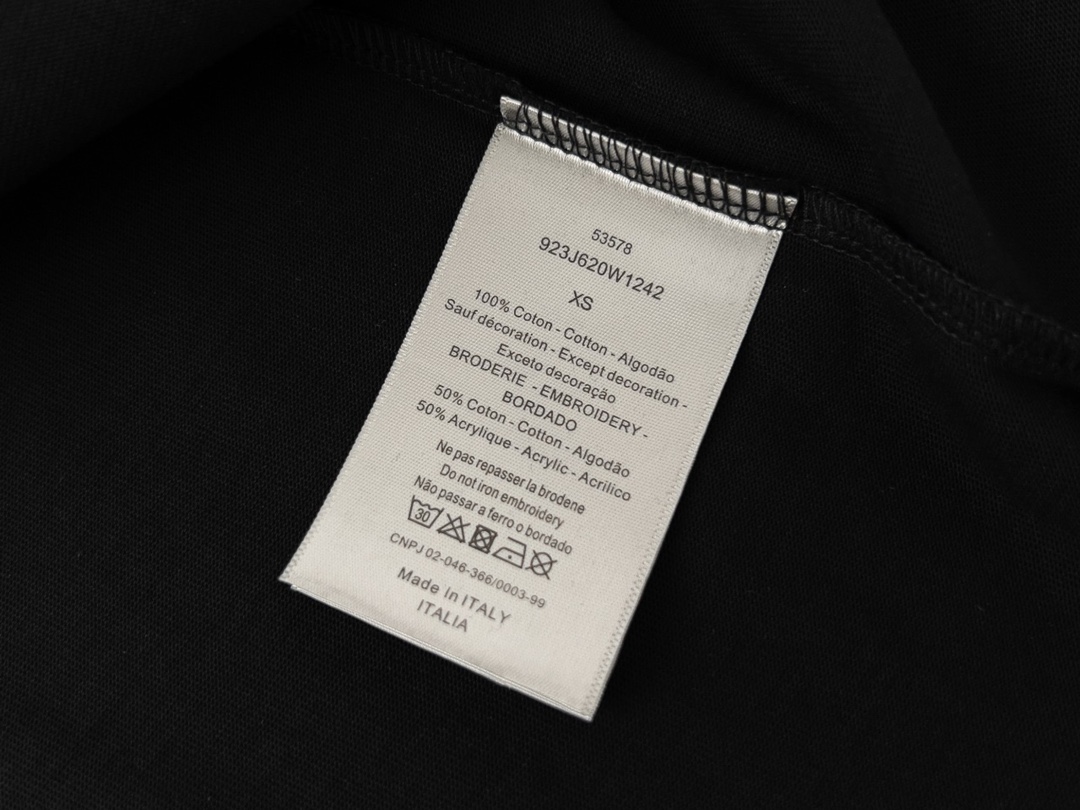 53578
923J620W1242
XS
100% Coton - Cotton - Algodão
Sauf décoration - Except decoration -
Exceto decoração
BRODERIE - EMBROIDERY -
BORDADO
50% Coton - Cotton - Algodão
50% Acrylique - Acrylic - Acrilico
Ne pas repasser la brodene
Do not iron embroidery
Não passar a ferro o bordado
30
CNPJ 02-046-366/0003-99
Made In ITALY
ITALIA